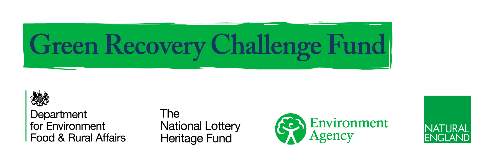 Green Recovery Challenge Fund
Department
for Environment
Food & Rural Affairs
The
National Lottery
Heritage Fund
Environment
Agency
NATURAL
ENGLAND